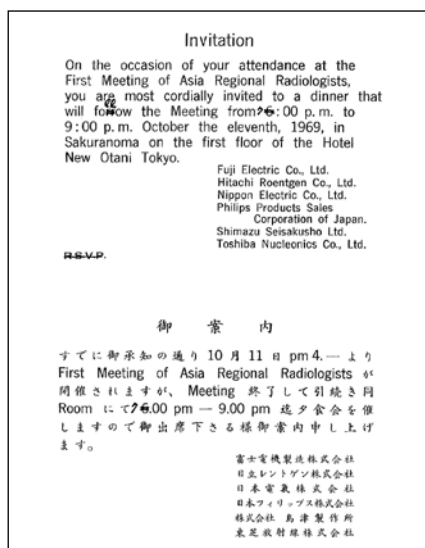 Invitation
On the occasion of your attendance at the
First Meeting of Asia Regional Radiologists,
you are most cordially invited to a dinner that
will follow the Meeting from 7:00 p. m. to
9:00 p. m. October the eleventh, 1969, in
Sakuranoma on the first floor of the Hotel
New Otani Tokyo.
Fuji Electric Co., Ltd.
Hitachi Roentgen Co., Ltd.
Nippon Electric Co., Ltd.
Philips Products Sales
Corporation of Japan.
Shimazu Seisakusho Ltd.
Toshiba Nucleonics Co., Ltd.
R.S.V.P.
御案内
すでに御承知の通り 10月11日 pm 4.— より
First Meeting of Asia Regional Radiologists が
開催されますが、Meeting 終了して引続き同
Room にて 7.00 pm — 9.00 pm 迄夕食会を催
しますので御出席下さる様御案内申し上げ
ます。
富士電機製造株式会社
日立レントゲン株式会社
日本電氣株式会社
日本フィリップス株式会社
株式会社 島津製作所
東芝放射線株式会社